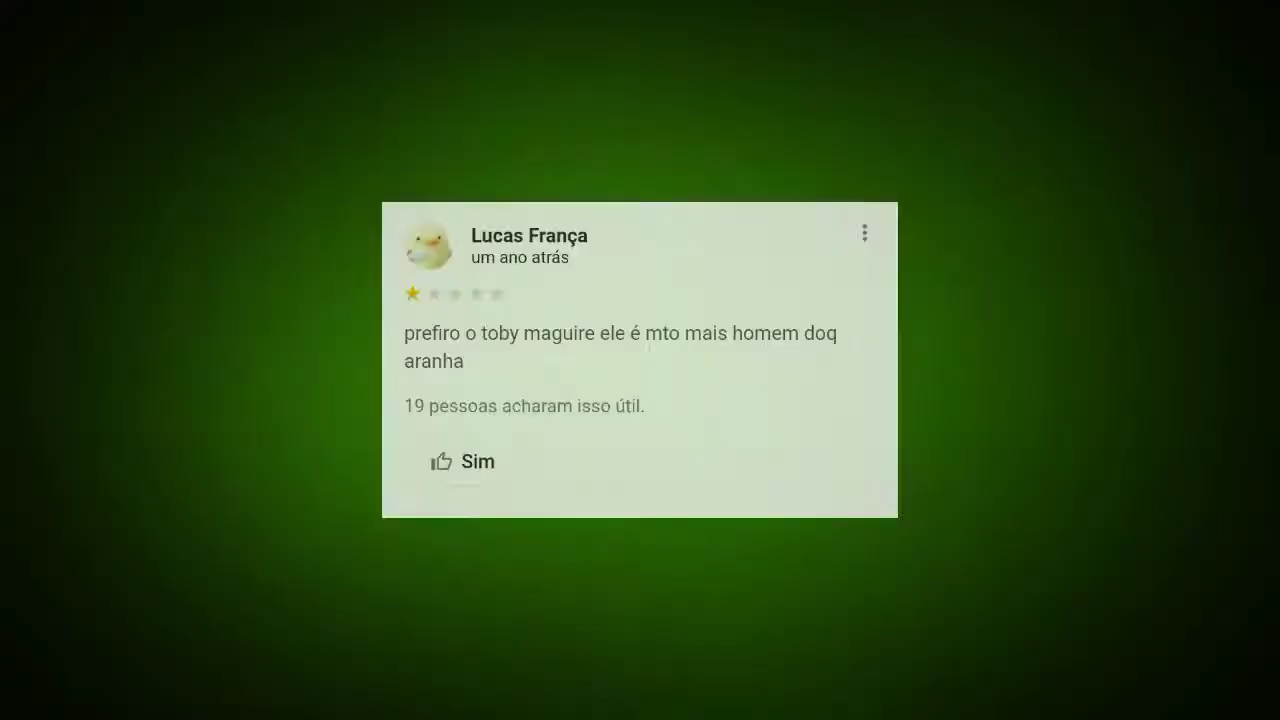 Lucas França
um ano atrás
prefiro o toby maguire ele é mto mais homem doq
aranha
19 pessoas acharam isso útil.
Sim